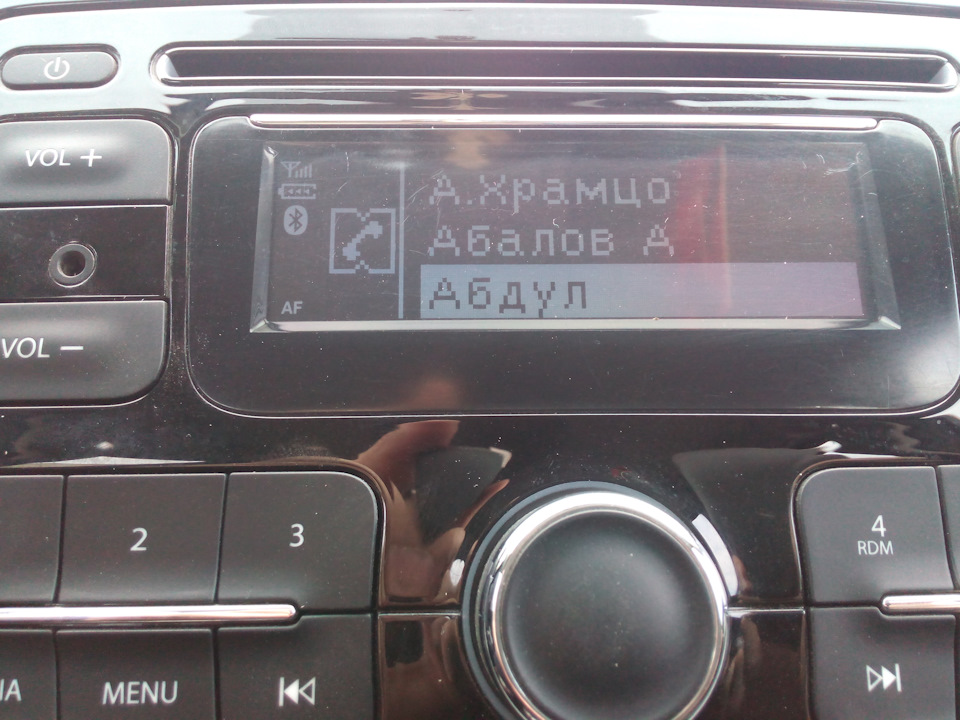 VOL +
А.Храмцо
Абалов А
Абдул
AF
VOL −
2
3
4
RDM
MENU